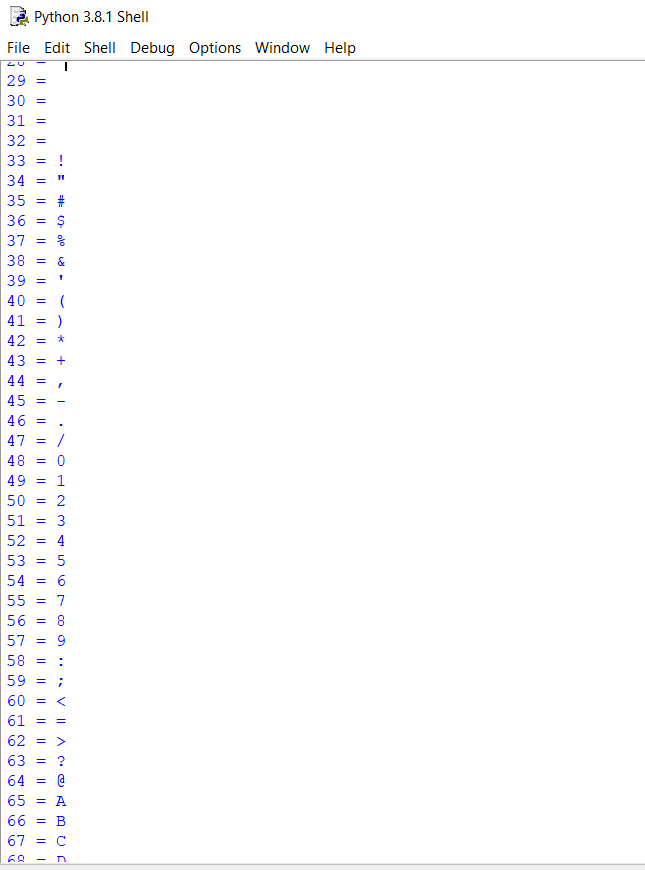 Python 3.8.1 Shell
File Edit Shell Debug Options Window Help
28 =
29 =
30 =
31 =
32 =
33 = !
34 = "
35 = #
36 = $
37 = %
38 = &
39 = '
40 = (
41 = )
42 = *
43 = +
44 = ,
45 = -
46 = .
47 = /
48 = 0
49 = 1
50 = 2
51 = 3
52 = 4
53 = 5
54 = 6
55 = 7
56 = 8
57 = 9
58 = :
59 = ;
60 = <
61 = =
62 = >
63 = ?
64 = @
65 = A
66 = B
67 = C
68 = D